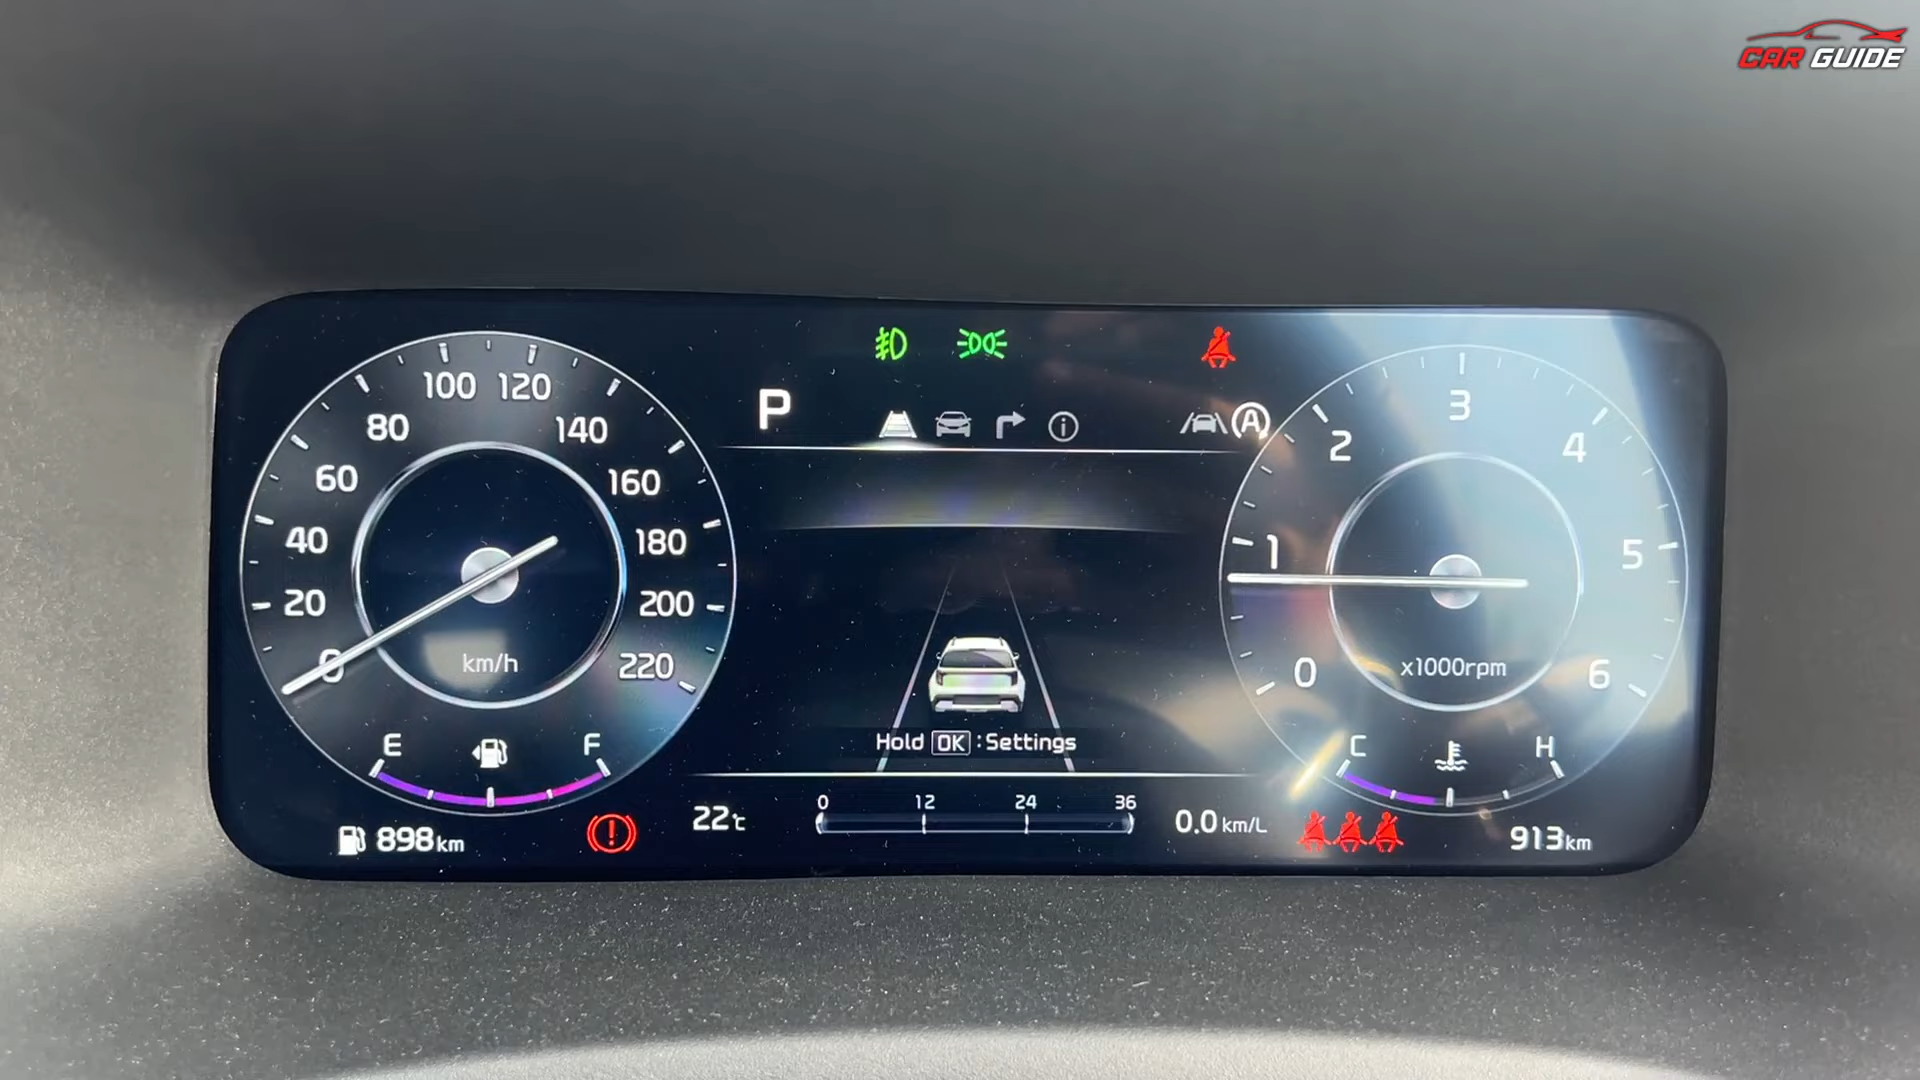 CAR GUIDE
100 120
80 140
60 160
40 180
20 200
0 220
km/h
E F
898km
P
Hold OK : Settings
22℃
0 12 24 36
0.0 km/L
A
3
2 4
1 5
0 6
x1000rpm
C H
913km